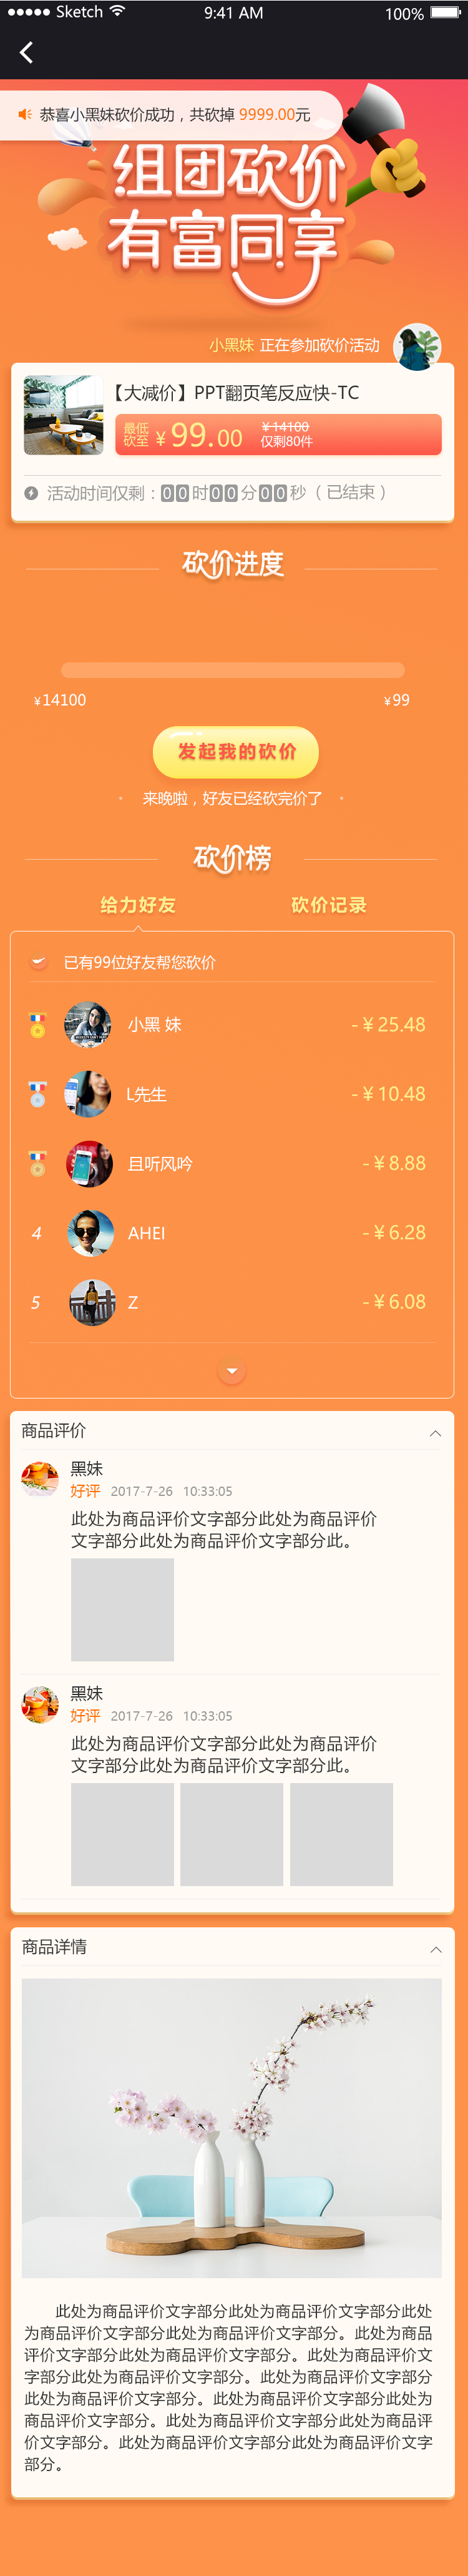 Sketch 9:41 AM 100%
恭喜小黑妹砍价成功，共砍掉 9999.00元
组团砍价
有富同享
小黑妹 正在参加砍价活动
【大减价】PPT翻页笔反应快-TC
最低
砍至 ¥99.00
¥14100
仅剩80件
活动时间仅剩：00时00分00秒（已结束）
砍价进度
¥14100 ¥99
发起我的砍价
来晚啦，好友已经砍完价了
砍价榜
给力好友 砍价记录
已有99位好友帮您砍价
小黑 妹 -¥25.48
L先生 -¥10.48
且听风吟 -¥8.88
4 AHEI -¥6.28
5 Z -¥6.08
商品评价
黑妹
好评 2017-7-26 10:33:05
此处为商品评价文字部分此处为商品评价
文字部分此处为商品评价文字部分此。
黑妹
好评 2017-7-26 10:33:05
此处为商品评价文字部分此处为商品评价
文字部分此处为商品评价文字部分此。
商品详情
此处为商品评价文字部分此处为商品评价文字部分此处
为商品评价文字部分此处为商品评价文字部分。此处为商品
评价文字部分此处为商品评价文字部分。此处为商品评价文
字部分此处为商品评价文字部分。此处为商品评价文字部分
此处为商品评价文字部分。此处为商品评价文字部分此处为
商品评价文字部分。此处为商品评价文字部分此处为商品评
价文字部分。此处为商品评价文字部分此处为商品评价文字
部分。